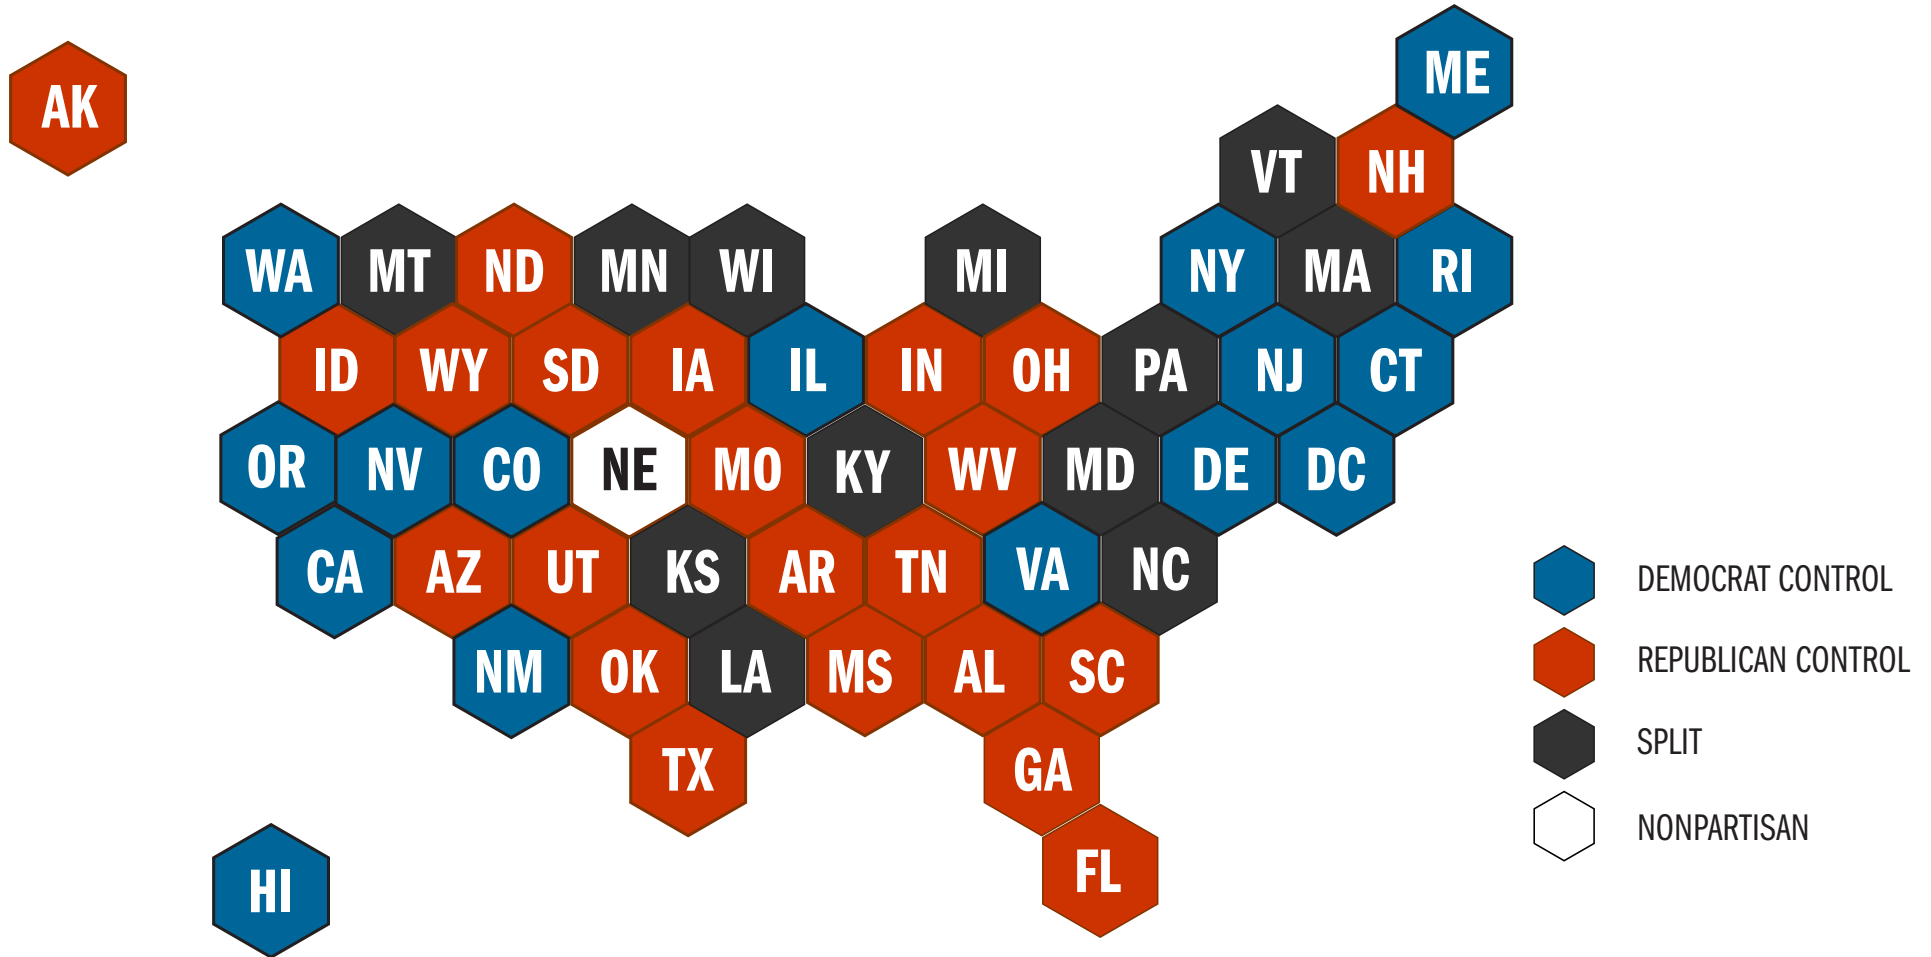 ME
AK
VT NH
WA MT ND MN WI MI NY MA RI
ID WY SD IA IL IN OH PA NJ CT
OR NV CO NE MO KY WV MD DE DC
CA AZ UT KS AR TN VA NC
NM OK LA MS AL SC
TX GA
FL
HI
DEMOCRAT CONTROL
REPUBLICAN CONTROL
SPLIT
NONPARTISAN